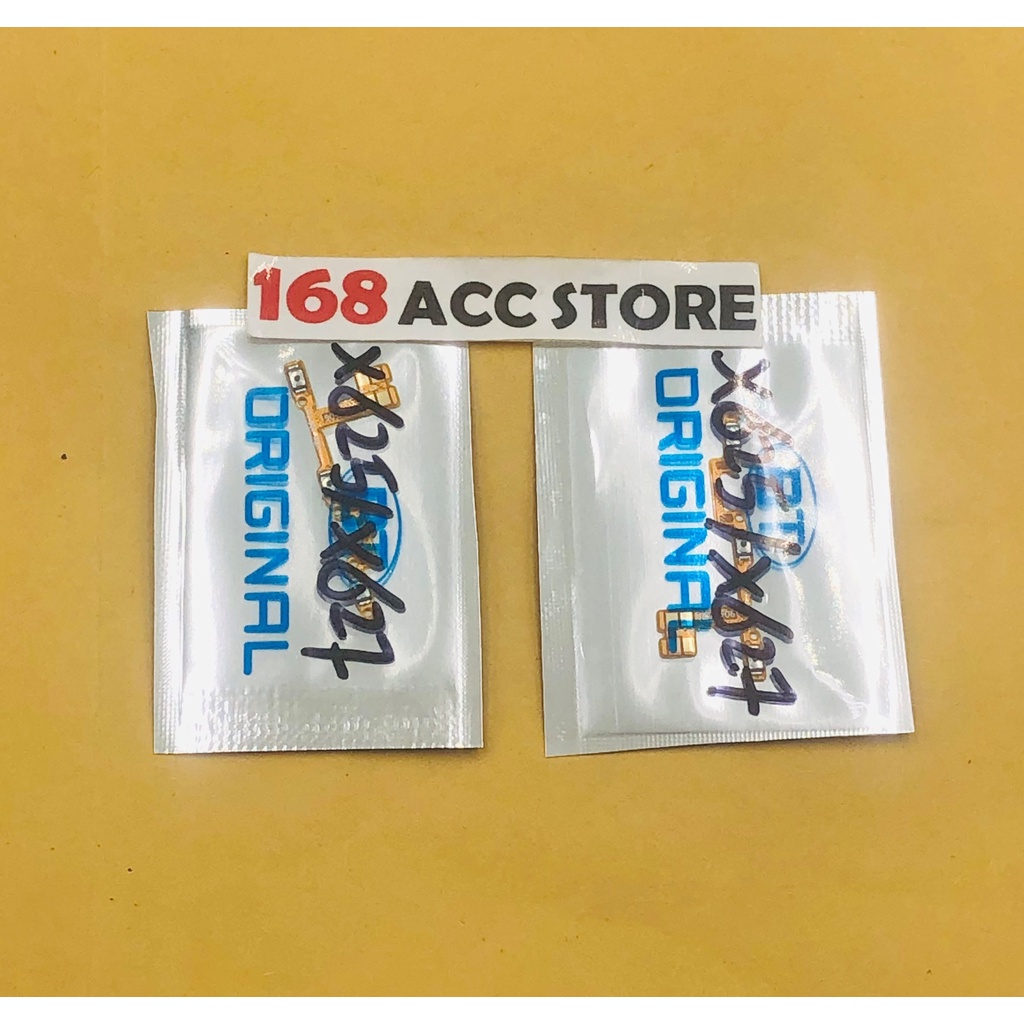 168 ACC STORE
ORIGINAL
X625/X627
ORIGINAL
X625/X627